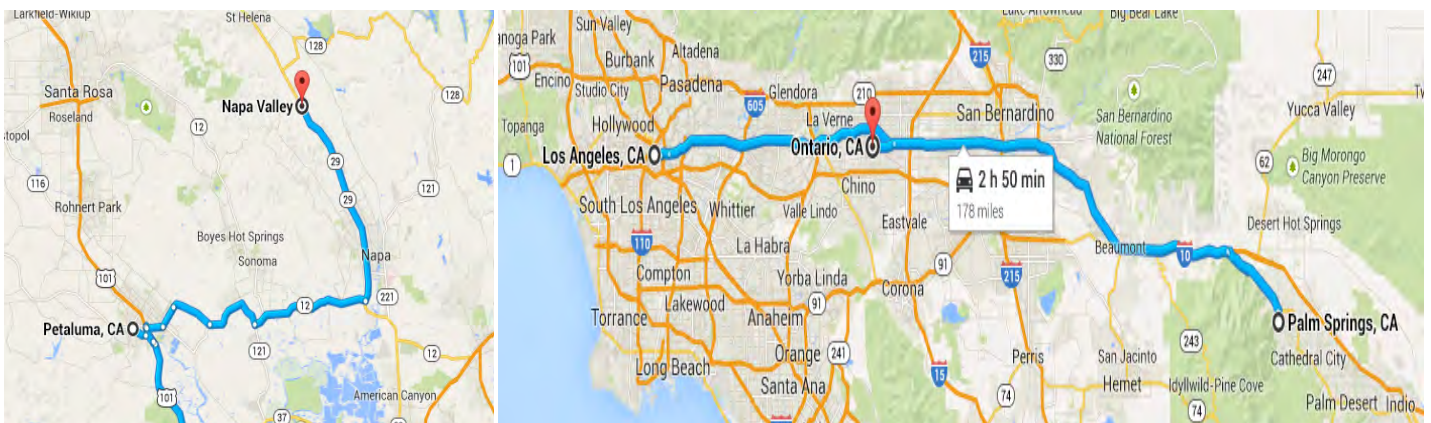 Larkfield-Wikiup
St Helena
128
Santa Rosa
Roseland
Napa Valley
128
12
29
116
Rohnert Park
29
121
Boyes Hot Springs
Sonoma
Napa
101
12
221
Petaluma, CA
121
12
101
American Canyon
37
Sun Valley
Big Bear Lake
anoga Park
Burbank
Altadena
215
330
101
Encino
Studio City
Pasadena
Glendora
210
247
605
San Bernardino
Yucca Valley
Topanga
Hollywood
La Verne
San Bernardino
National Forest
Los Angeles, CA
Ontario, CA
1
62
Big Morongo
Canyon Preserve
Chino
2 h 50 min
178 miles
South Los Angeles
Whittier
Valle Lindo
Eastvale
Desert Hot Springs
110
La Habra
Beaumont
10
Compton
Yorba Linda
91
215
Lakewood
91
Corona
Torrance
Anaheim
Palm Springs, CA
Orange
241
Perris
San Jacinto
243
Cathedral City
Long Beach
Santa Ana
15
Hemet
Idyllwild-Pine Cove
74
74
Palm Desert
Indio